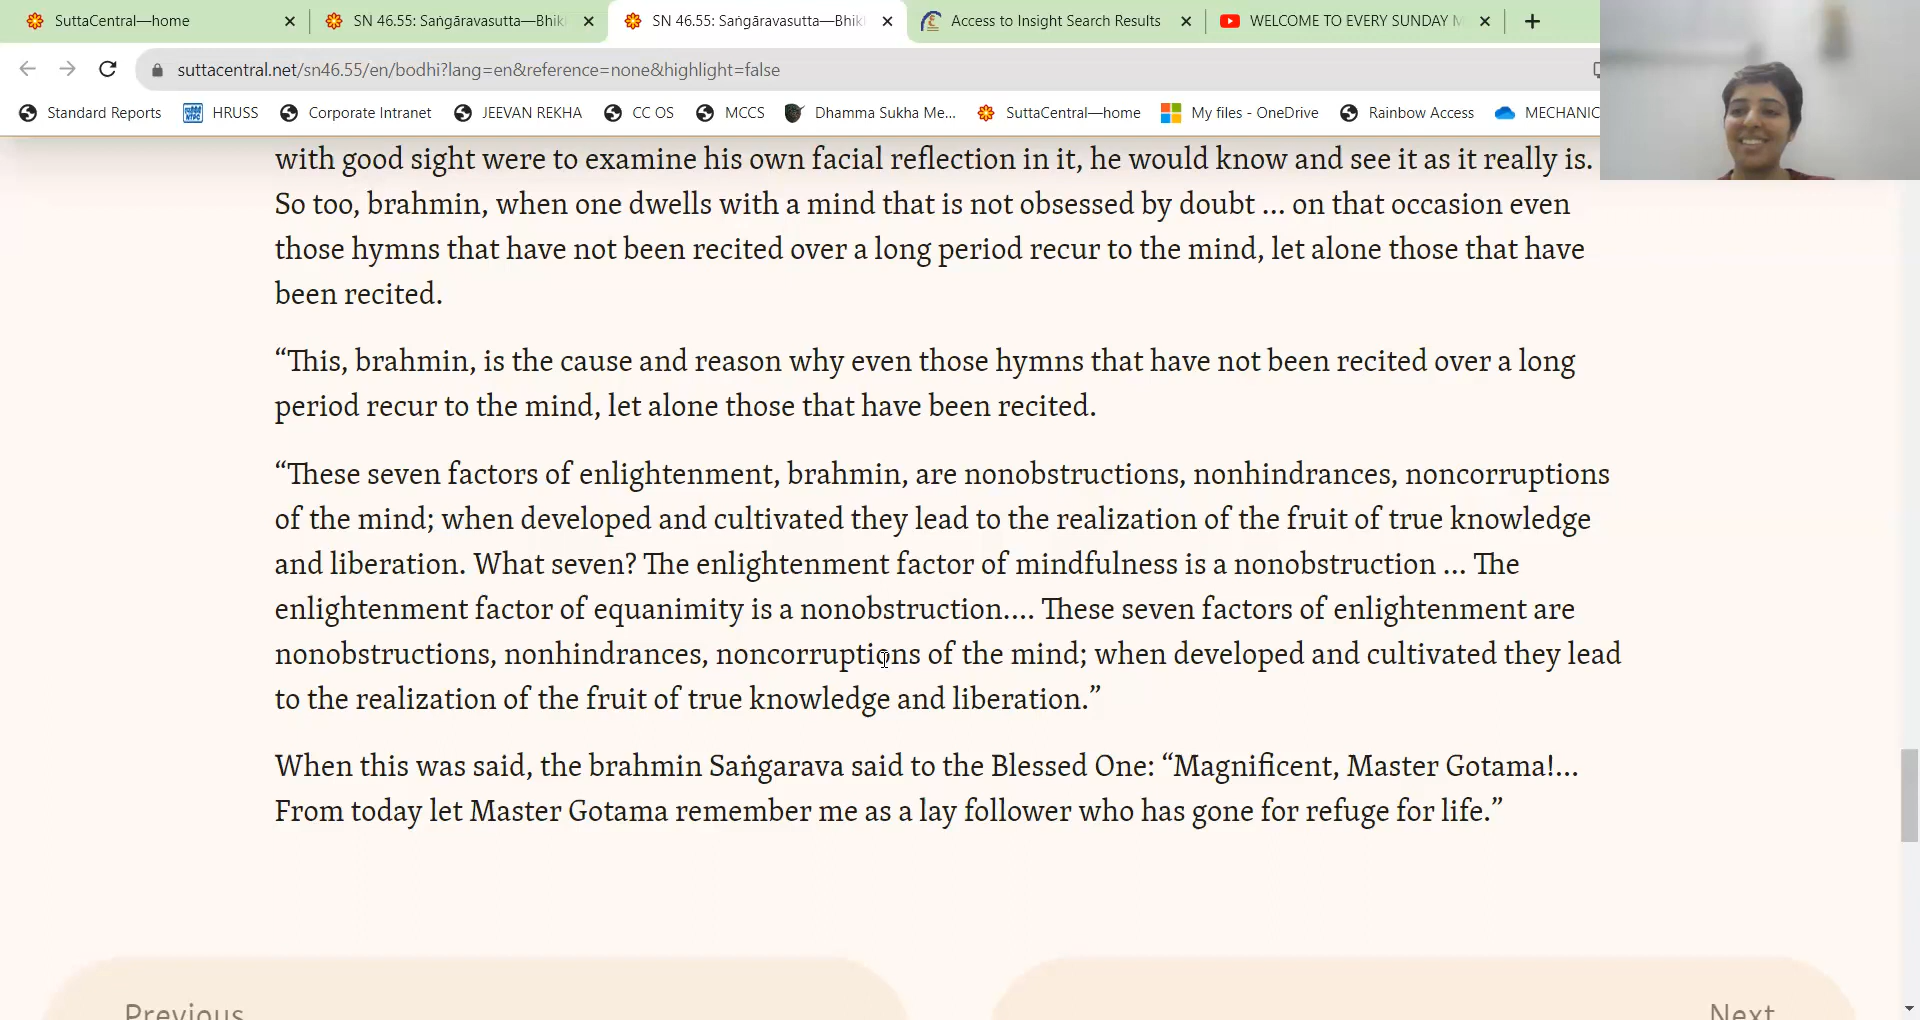 SuttaCentral—home
SN 46.55: Saṅgāravasutta—Bhik
SN 46.55: Saṅgāravasutta—Bhik
Access to Insight Search Results
WELCOME TO EVERY SUNDAY M
suttacentral.net/sn46.55/en/bodhi?lang=en&reference=none&highlight=false
Standard Reports
HRUSS
Corporate Intranet
JEEVAN REKHA
CC OS
MCCS
Dhamma Sukha Me...
SuttaCentral—home
My files - OneDrive
Rainbow Access
MECHANIC
with good sight were to examine his own facial reflection in it, he would know and see it as it really is.
So too, brahmin, when one dwells with a mind that is not obsessed by doubt … on that occasion even
those hymns that have not been recited over a long period recur to the mind, let alone those that have
been recited.
“This, brahmin, is the cause and reason why even those hymns that have not been recited over a long
period recur to the mind, let alone those that have been recited.
“These seven factors of enlightenment, brahmin, are nonobstructions, nonhindrances, noncorruptions
of the mind; when developed and cultivated they lead to the realization of the fruit of true knowledge
and liberation. What seven? The enlightenment factor of mindfulness is a nonobstruction … The
enlightenment factor of equanimity is a nonobstruction…. These seven factors of enlightenment are
nonobstructions, nonhindrances, noncorruptions of the mind; when developed and cultivated they lead
to the realization of the fruit of true knowledge and liberation.”
When this was said, the brahmin Saṅgarava said to the Blessed One: “Magnificent, Master Gotama!…
From today let Master Gotama remember me as a lay follower who has gone for refuge for life.”
Previous
Next